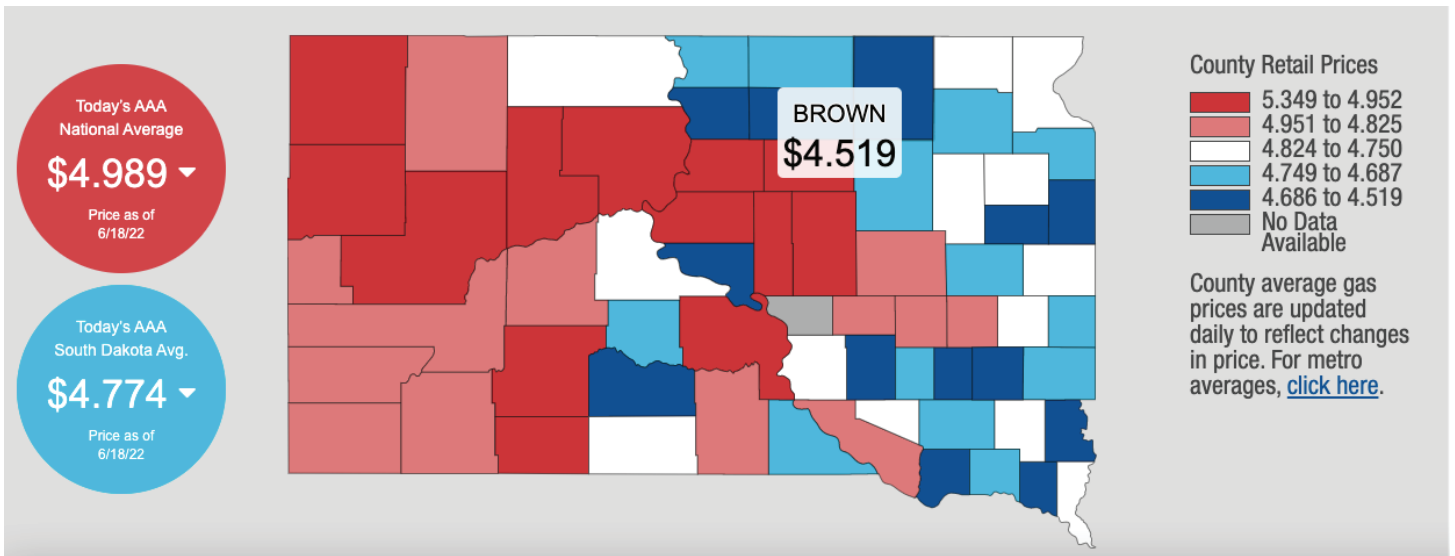 Today's AAA
National Average
$4.989
Price as of
6/18/22
Today's AAA
South Dakota Avg.
$4.774
Price as of
6/18/22
BROWN
$4.519
County Retail Prices
5.349 to 4.952
4.951 to 4.825
4.824 to 4.750
4.749 to 4.687
4.686 to 4.519
No Data
Available
County average gas
prices are updated
daily to reflect changes
in price. For metro
averages, click here.